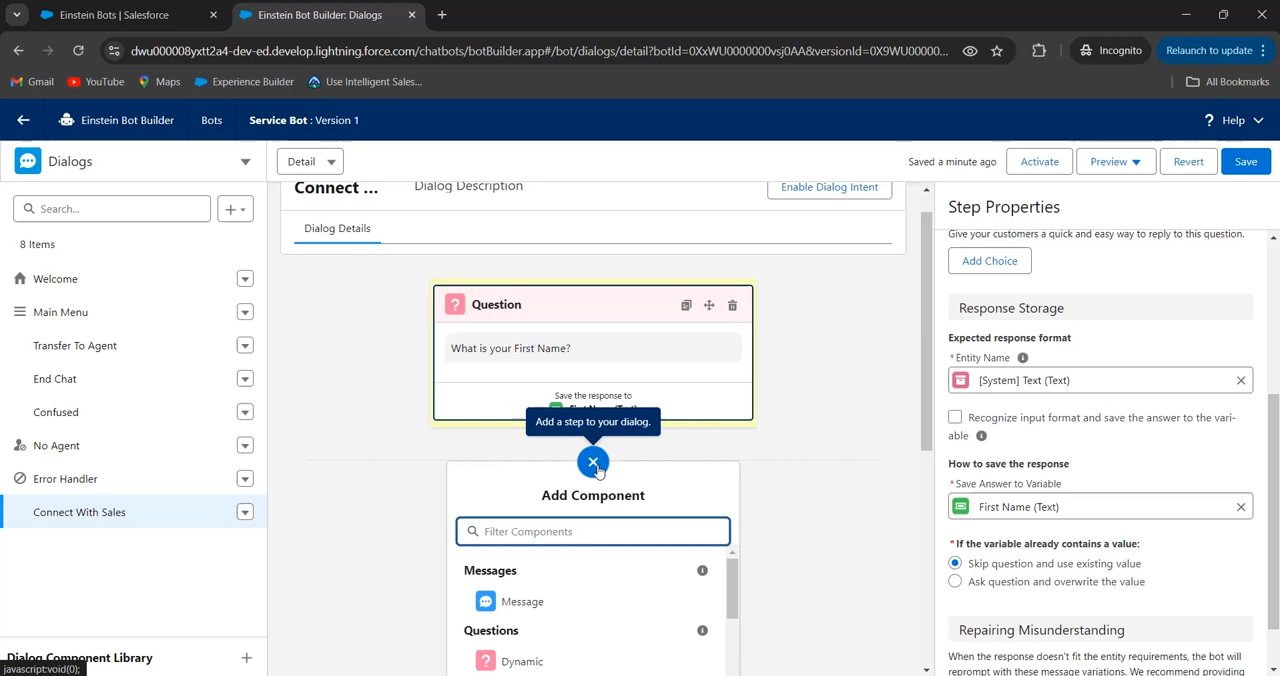 Einstein Bots | Salesforce
Einstein Bot Builder: Dialogs
dwu000008yxtt2a4-dev-ed.develop.lightning.force.com/chatbots/botBuilder.app#/bot/dialogs/detail?botId=0XxWU0000000vsj0AA&versionId=0X9WU00000...
Incognito
Relaunch to update
Gmail
YouTube
Maps
Experience Builder
Use Intelligent Sales...
All Bookmarks
Einstein Bot Builder
Bots
Service Bot : Version 1
? Help
Dialogs
Detail
Saved a minute ago
Activate
Preview
Revert
Save
Search...
8 Items
Welcome
Main Menu
Transfer To Agent
End Chat
Confused
No Agent
Error Handler
Connect With Sales
Dialog Component Library
javascript:void(0);
Connect ...
Dialog Description
Enable Dialog Intent
Dialog Details
? Question
What is your First Name?
Save the response to
Add a step to your dialog.
Add Component
Filter Components
Messages
Message
Questions
? Dynamic
Step Properties
Give your customers a quick and easy way to reply to this question.
Add Choice
Response Storage
Expected response format
*Entity Name
[System] Text (Text)
Recognize input format and save the answer to the vari-
able
How to save the response
*Save Answer to Variable
First Name (Text)
*If the variable already contains a value:
Skip question and use existing value
Ask question and overwrite the value
Repairing Misunderstanding
When the response doesn't fit the entity requirements, the bot will
reprompt with these message variations. We recommend providing